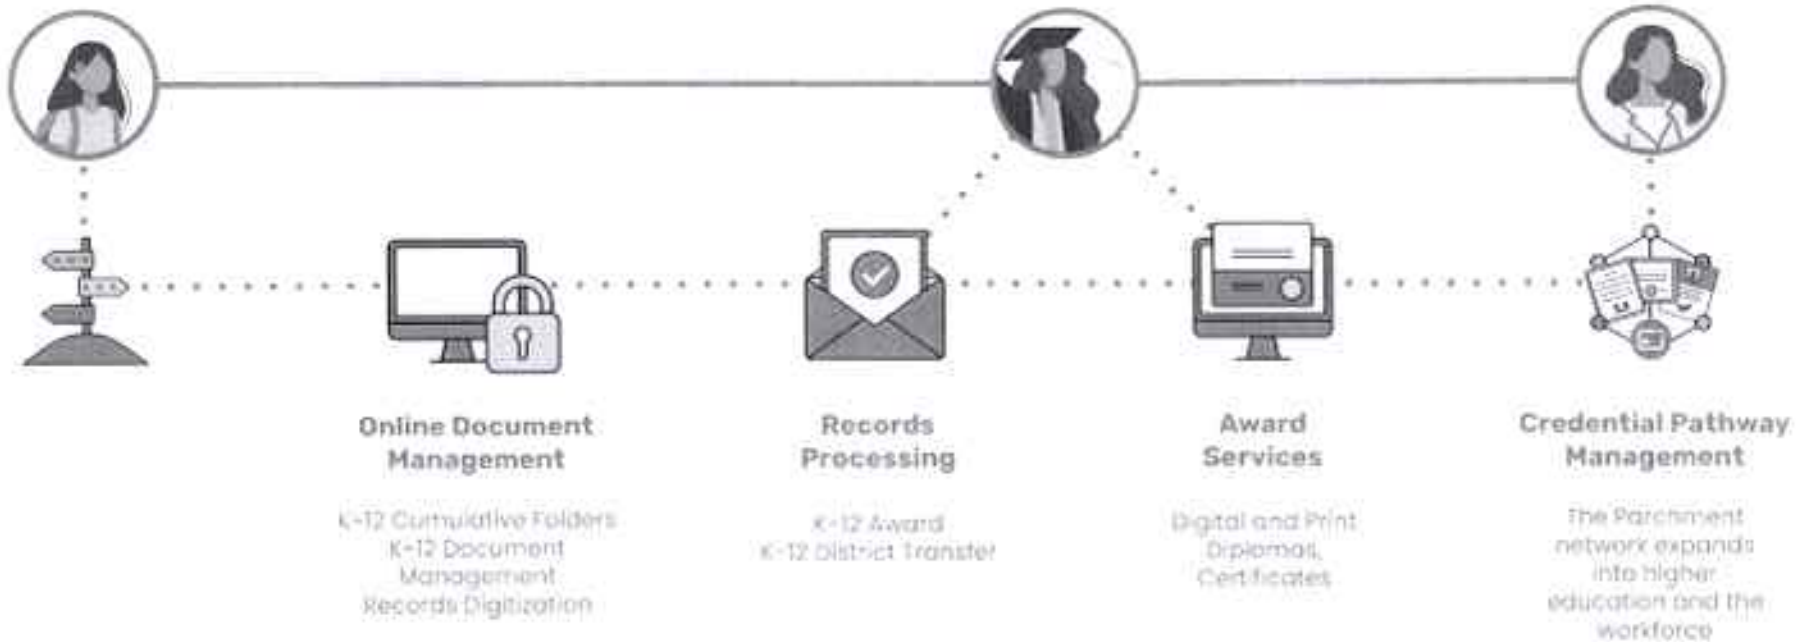 Online Document
Management
K-12 Cumulative Folders
K-12 Document
Management
Records Digitization
Records
Processing
K-12 Award
K-12 District Transfer
Award
Services
Digital and Print
Diplomas,
Certificates
Credential Pathway
Management
The Parchment
network expands
into higher
education and the
workforce